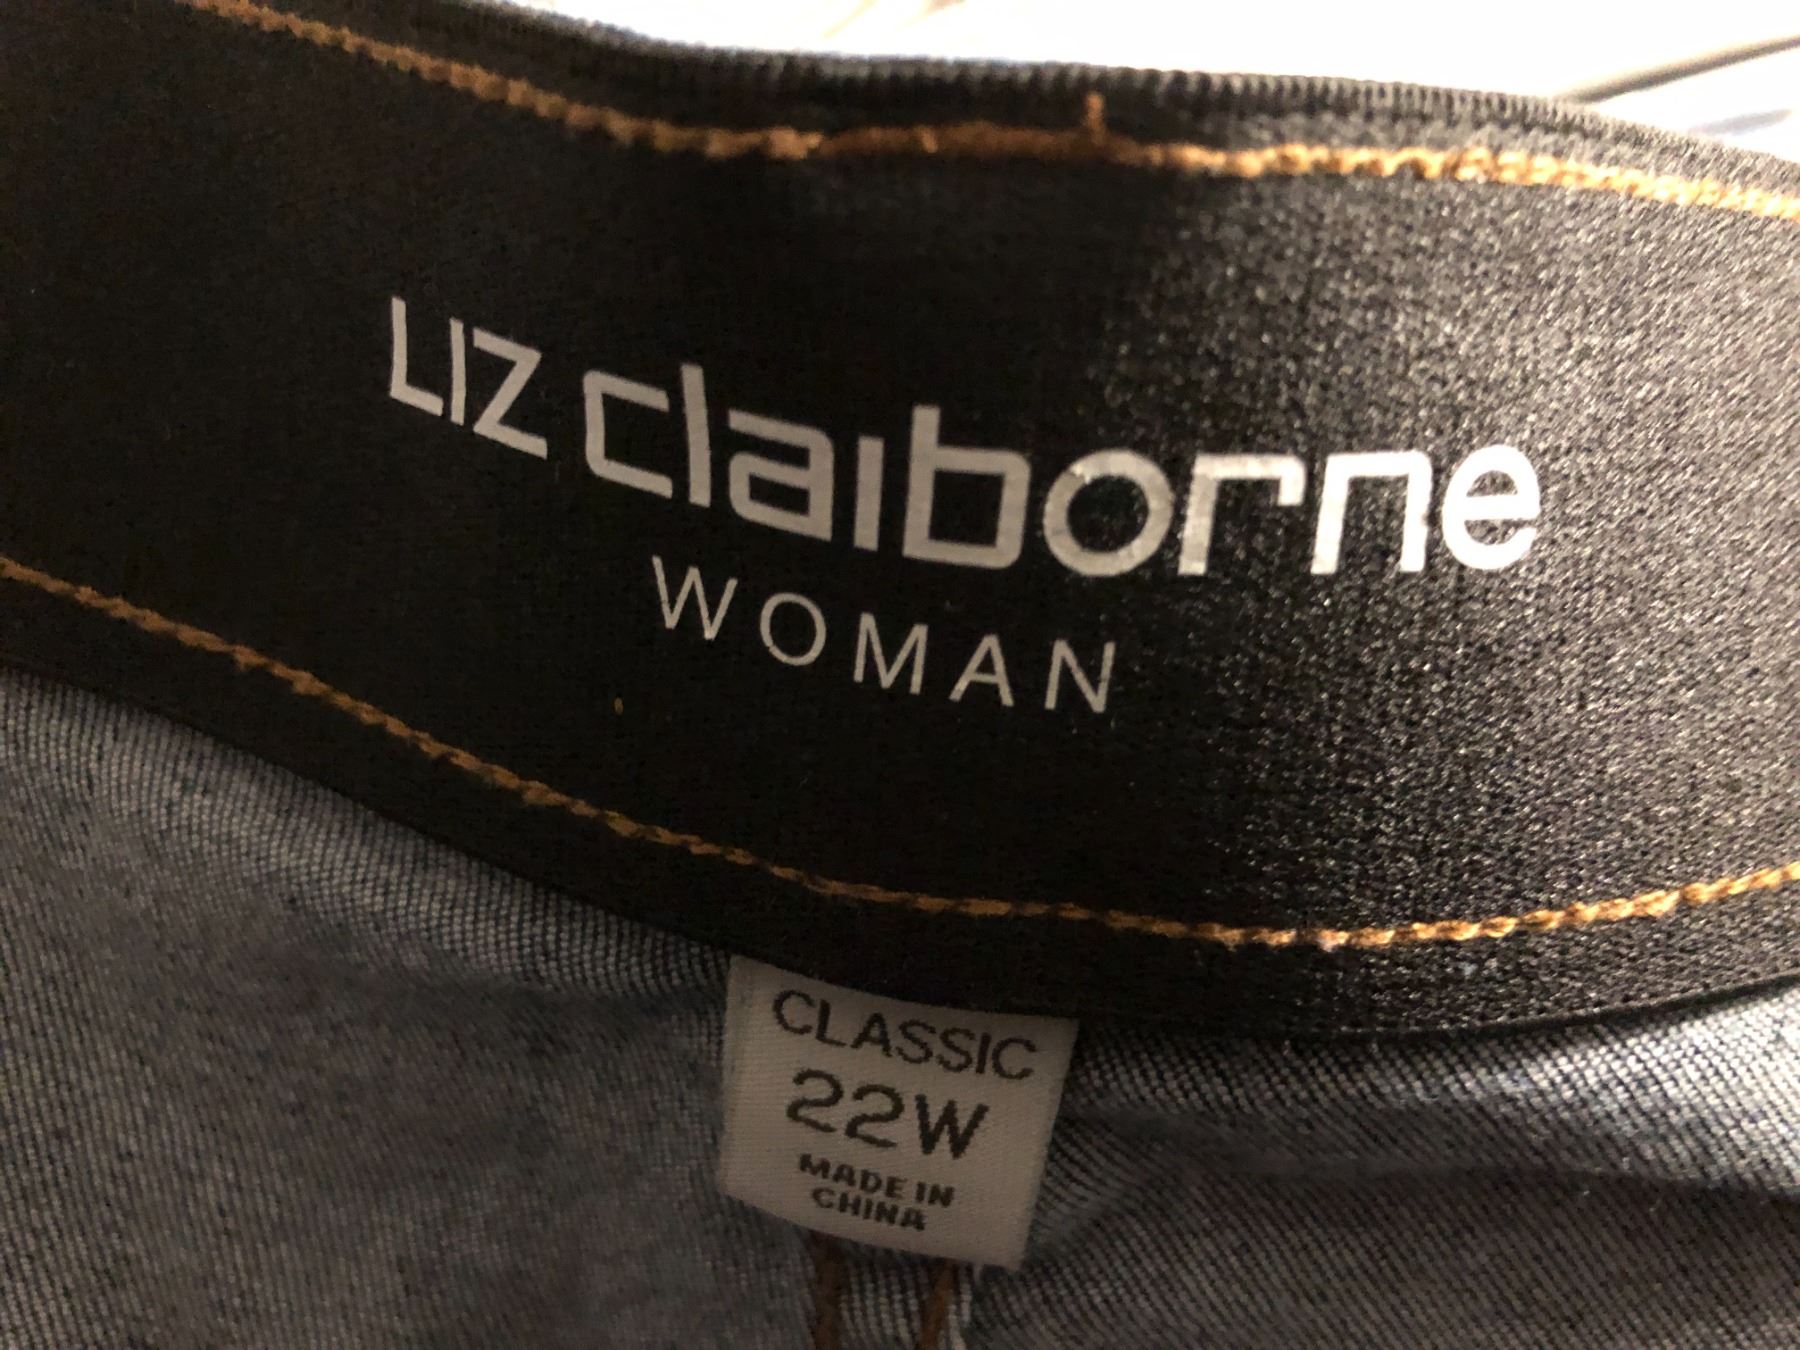 LIZ claiborne
WOMAN
CLASSIC
22W
MADE IN
CHINA